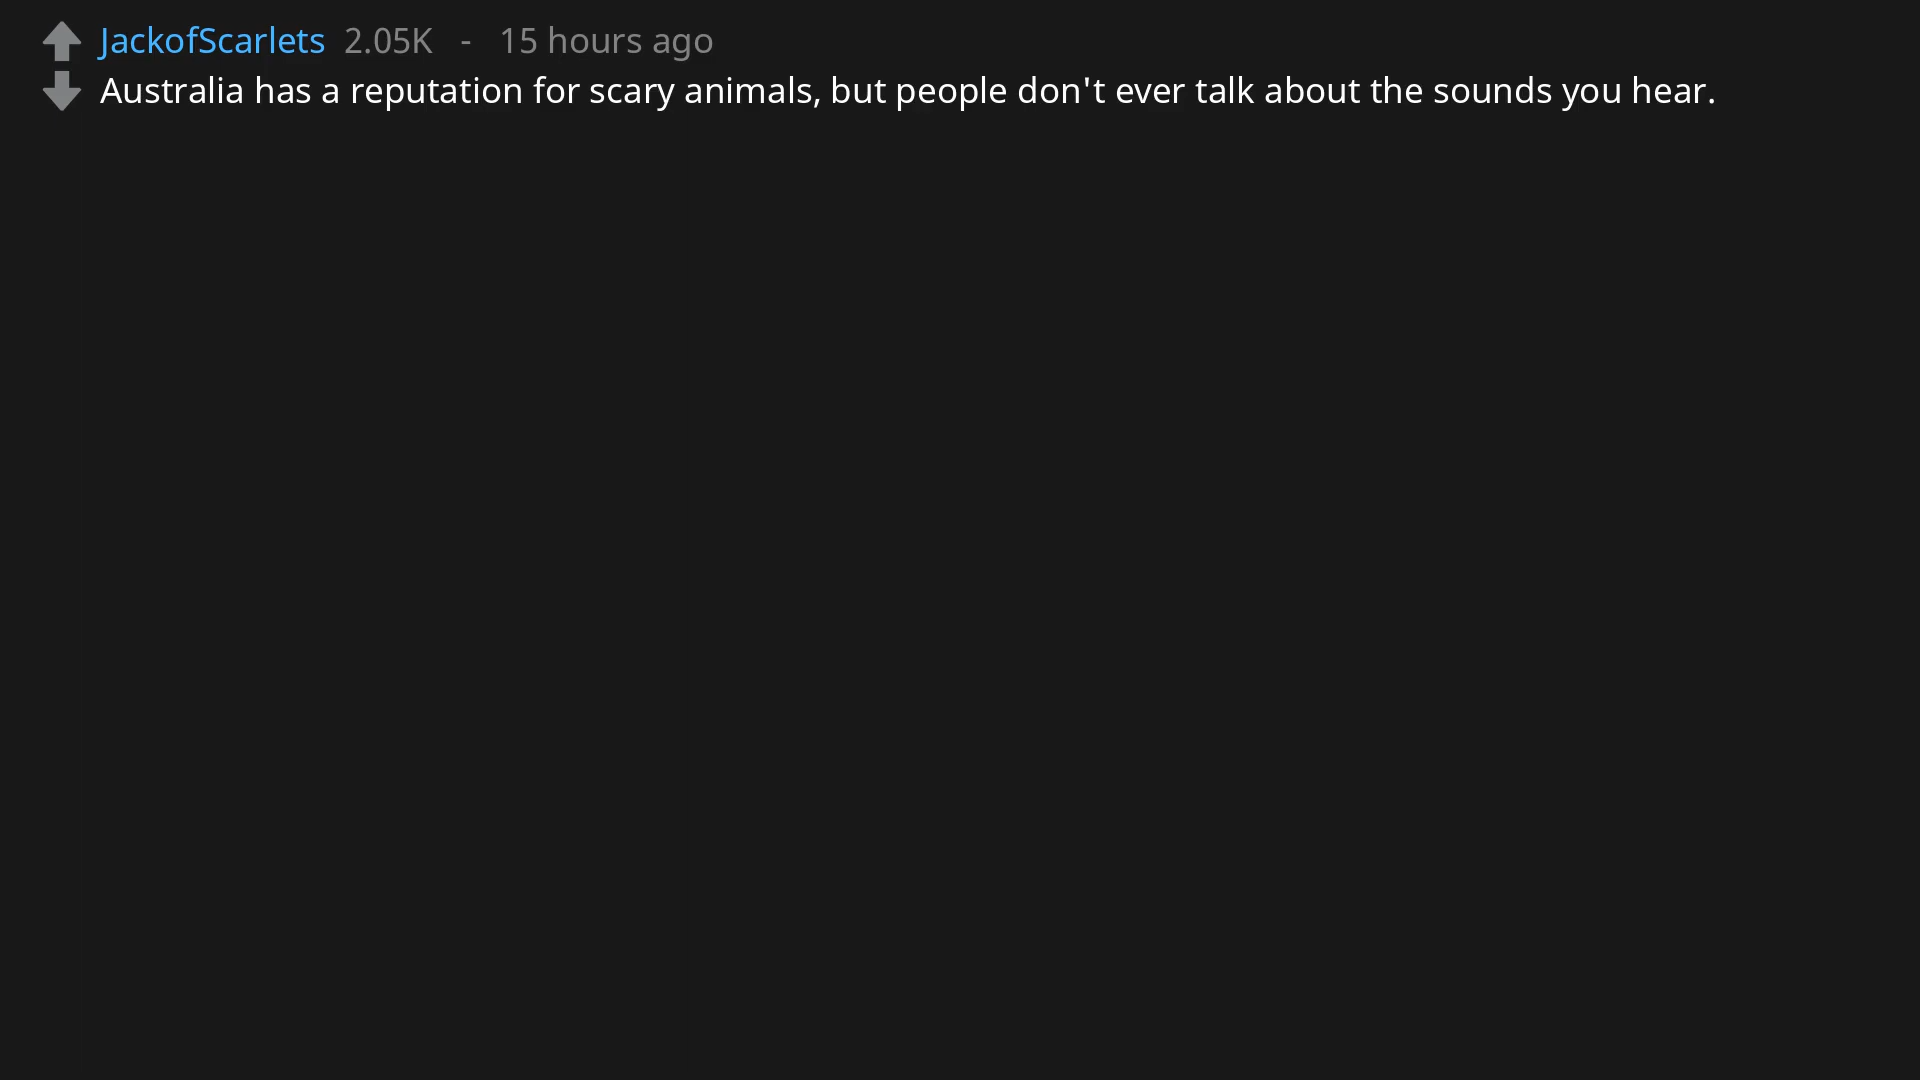 JackofScarlets 2.05K - 15 hours ago
Australia has a reputation for scary animals, but people don't ever talk about the sounds you hear.